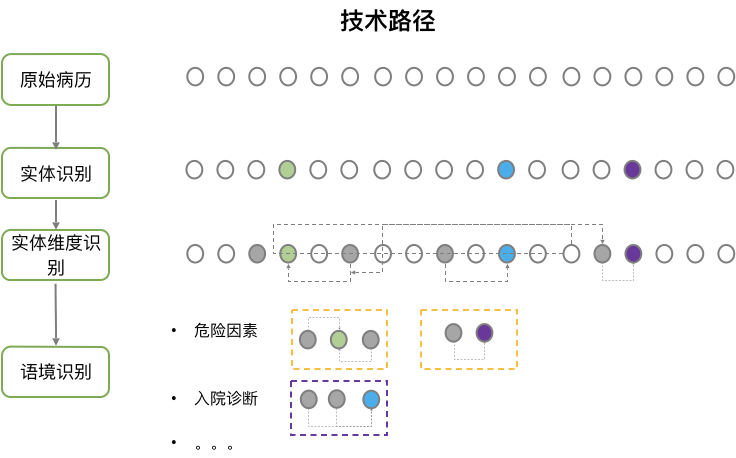 技术路径
原始病历
实体识别
实体维度识
别
• 危险因素
语境识别
• 入院诊断
• 。。。